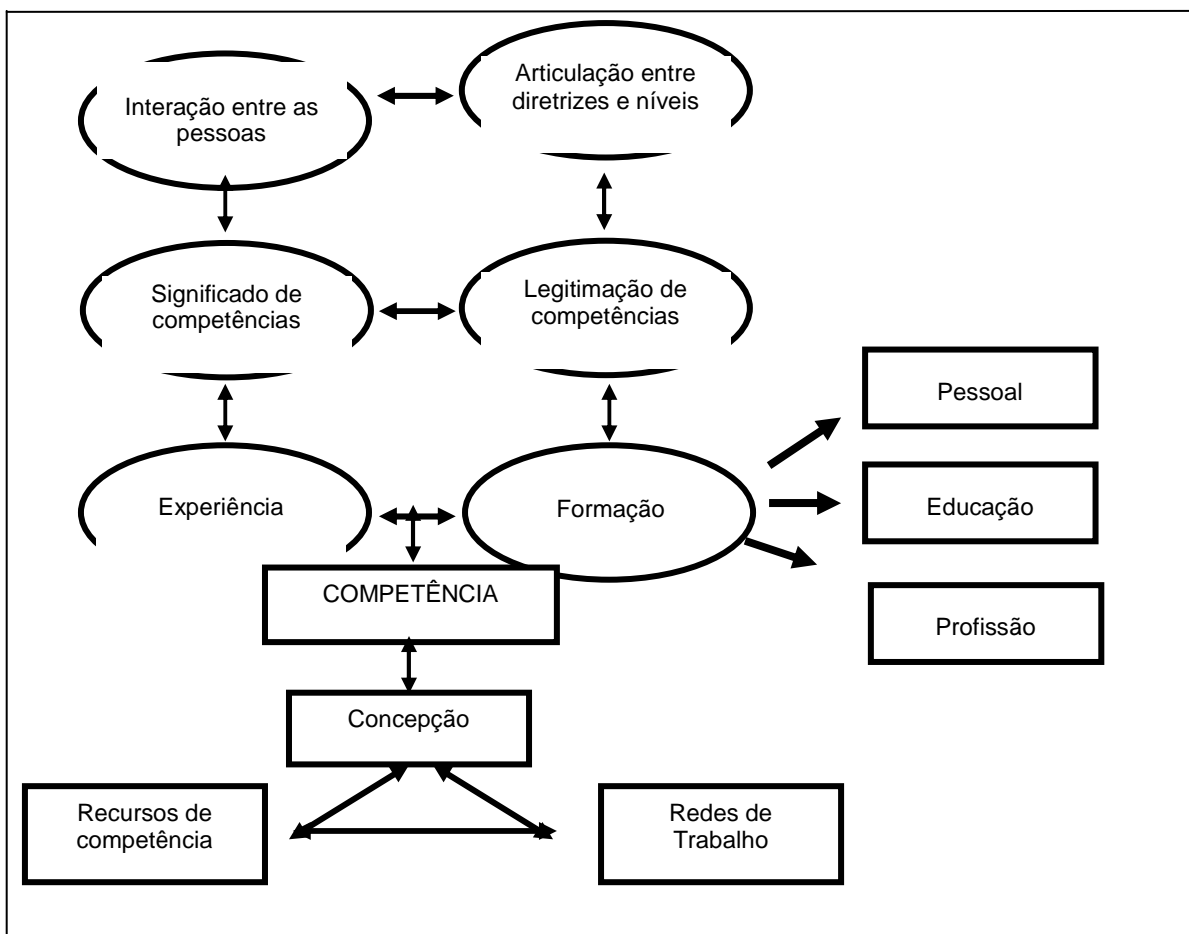 Interação entre as
pessoas
Articulação entre
diretrizes e níveis
Significado de
competências
Legitimação de
competências
Pessoal
Experiência
Formação
Educação
COMPETÊNCIA
Profissão
Concepção
Recursos de
competência
Redes de
Trabalho